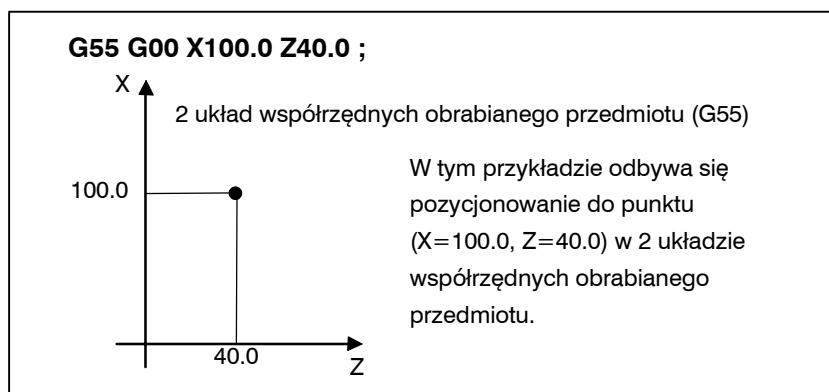 G55 G00 X100.0 Z40.0 ;
X
2 układ współrzędnych obrabianego przedmiotu (G55)
W tym przykładzie odbywa się
pozycjonowanie do punktu
(X=100.0, Z=40.0) w 2 układzie
współrzędnych obrabianego
przedmiotu.
100.0
40.0
Z